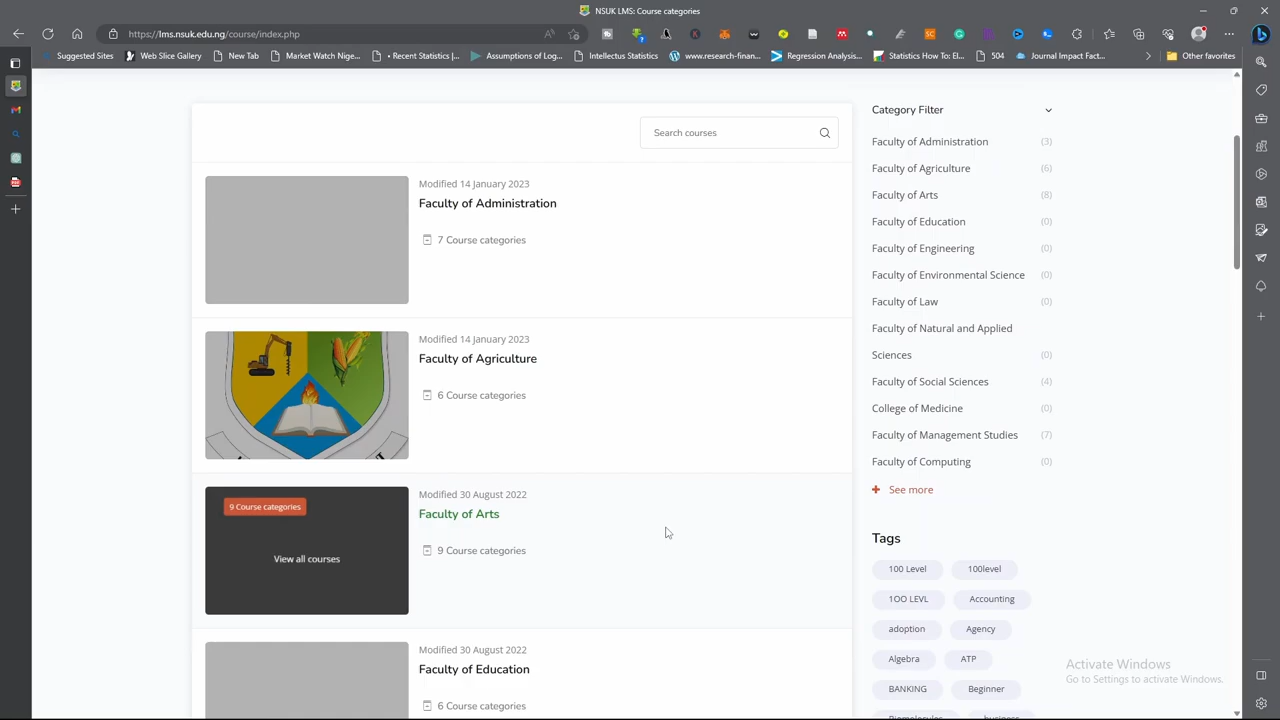 NSUK LMS: Course categories
https://lms.nsuk.edu.ng/course/index.php
Suggested Sites
Web Slice Gallery
New Tab
Market Watch Nige...
• Recent Statistics |...
Assumptions of Log...
Intellectus Statistics
www.research-finan...
Regression Analysis...
Statistics How To: El...
504
Journal Impact Fact...
Other favorites
Search courses
Modified 14 January 2023
Faculty of Administration
7 Course categories
Modified 14 January 2023
Faculty of Agriculture
6 Course categories
9 Course categories
View all courses
Modified 30 August 2022
Faculty of Arts
9 Course categories
Modified 30 August 2022
Faculty of Education
6 Course categories
Category Filter
Faculty of Administration (3)
Faculty of Agriculture (6)
Faculty of Arts (8)
Faculty of Education (0)
Faculty of Engineering (0)
Faculty of Environmental Science (0)
Faculty of Law (0)
Faculty of Natural and Applied
Sciences (0)
Faculty of Social Sciences (4)
College of Medicine (0)
Faculty of Management Studies (7)
Faculty of Computing (0)
+ See more
Tags
100 Level 100level
1OO LEVL Accounting
adoption Agency
Algebra ATP
BANKING Beginner
Biomolecules business
Activate Windows
Go to Settings to activate Windows.